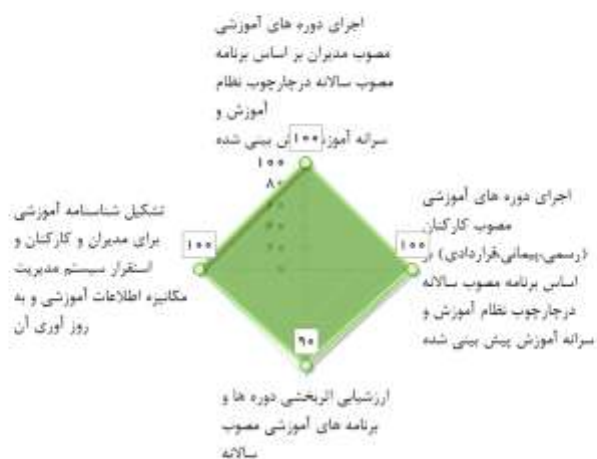 اجرای دوره های آموزشی
مصوب مدیران بر اساس برنامه
مصوب سالانه درچارچوب نظام
آموزش و
سرانه آموزش بینی شده
۱۰۰
۱۰۰
۸۰
۰
اجرای دوره های آموزشی
مصوب کارکنان
(رسمی،پیمانی،قراردادی)
اساس برنامه مصوب سالانه
درچارچوب نظام آموزش و
سرانه آموزش پیش بینی شده
۱۰۰
۹۰
ارزشیابی اثربخشی دوره ها و
برنامه های آموزشی مصوب
سالانه
تشکیل شناسنامه آموزشی
برای مدیران و کارکنان و
استقرار سیستم مدیریت
مکانیزه اطلاعات آموزشی و به
روز آوری آن
۱۰۰